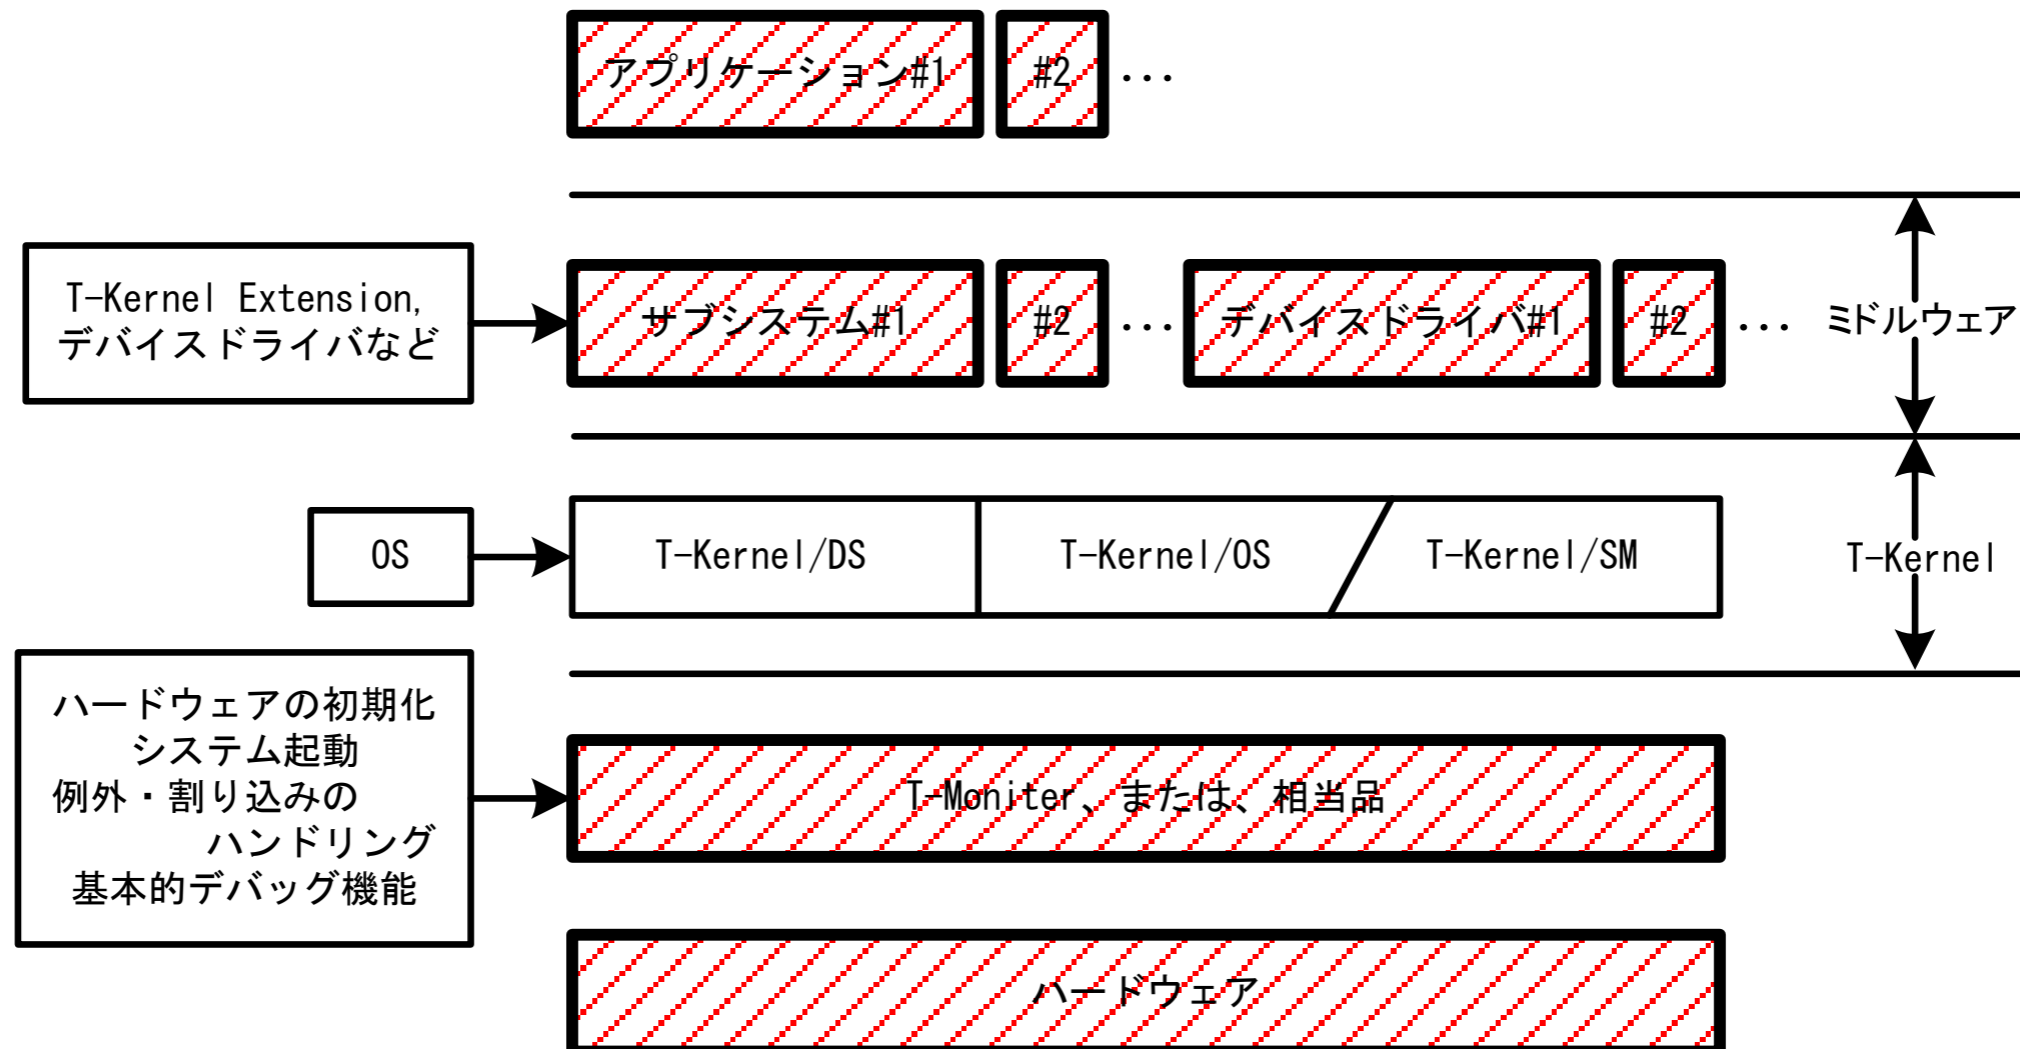 アプリケーション#1 #2 ...
T-Kernel Extension,
デバイスドライバなど
サブシステム#1 #2 ... デバイスドライバ#1 #2 ... ミドルウェア
OS
T-Kernel/DS T-Kernel/OS T-Kernel/SM T-Kernel
ハードウェアの初期化
システム起動
例外・割り込みの
ハンドリング
基本的デバッグ機能
T-Moniter、または、相当品
ハードウェア